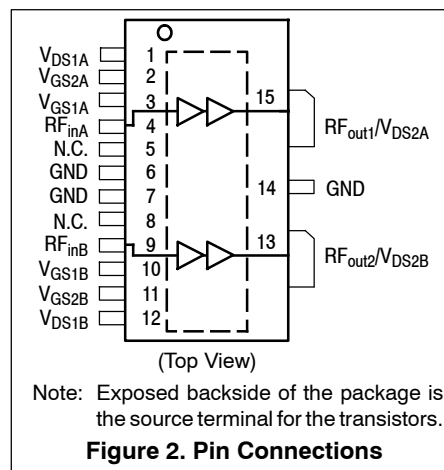 V_DS1A 1
V_GS2A 2
V_GS1A 3
RF_inA 4
N.C. 5
GND 6
GND 7
N.C. 8
RF_inB 9
V_GS1B 10
V_GS2B 11
V_DS1B 12
15 RF_out1/V_DS2A
14 GND
13 RF_out2/V_DS2B
(Top View)
Note: Exposed backside of the package is
the source terminal for the transistors.
Figure 2. Pin Connections